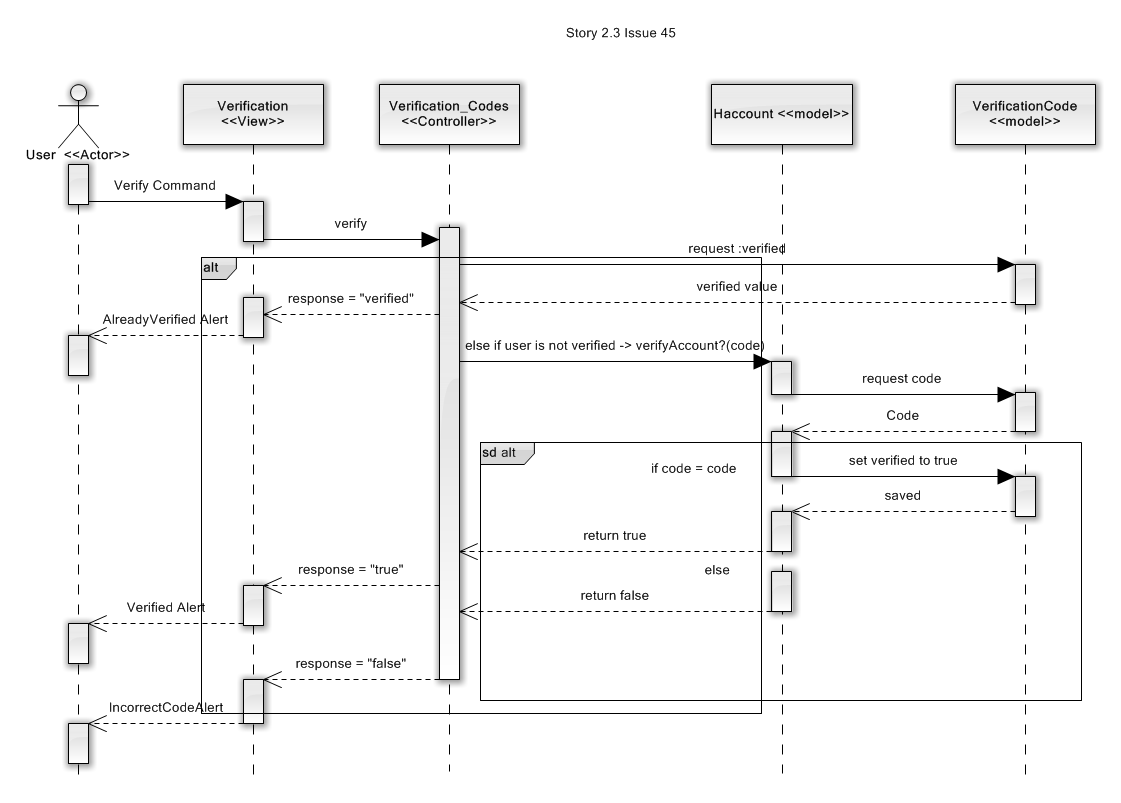 Story 2.3 Issue 45
User <<Actor>>
Verification
<<View>>
Verification_Codes
<<Controller>>
Haccount <<model>>
VerificationCode
<<model>>
Verify Command
verify
request :verified
alt
verified value
response = "verified"
AlreadyVerified Alert
else if user is not verified -> verifyAccount?(code)
request code
Code
sd alt
if code = code
set verified to true
saved
return true
response = "true"
else
return false
Verified Alert
response = "false"
IncorrectCodeAlert